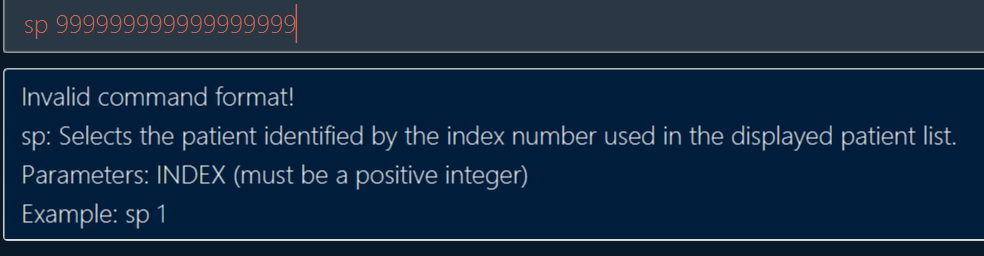 sp 9999999999999999999
Invalid command format!
sp: Selects the patient identified by the index number used in the displayed patient list.
Parameters: INDEX (must be a positive integer)
Example: sp 1